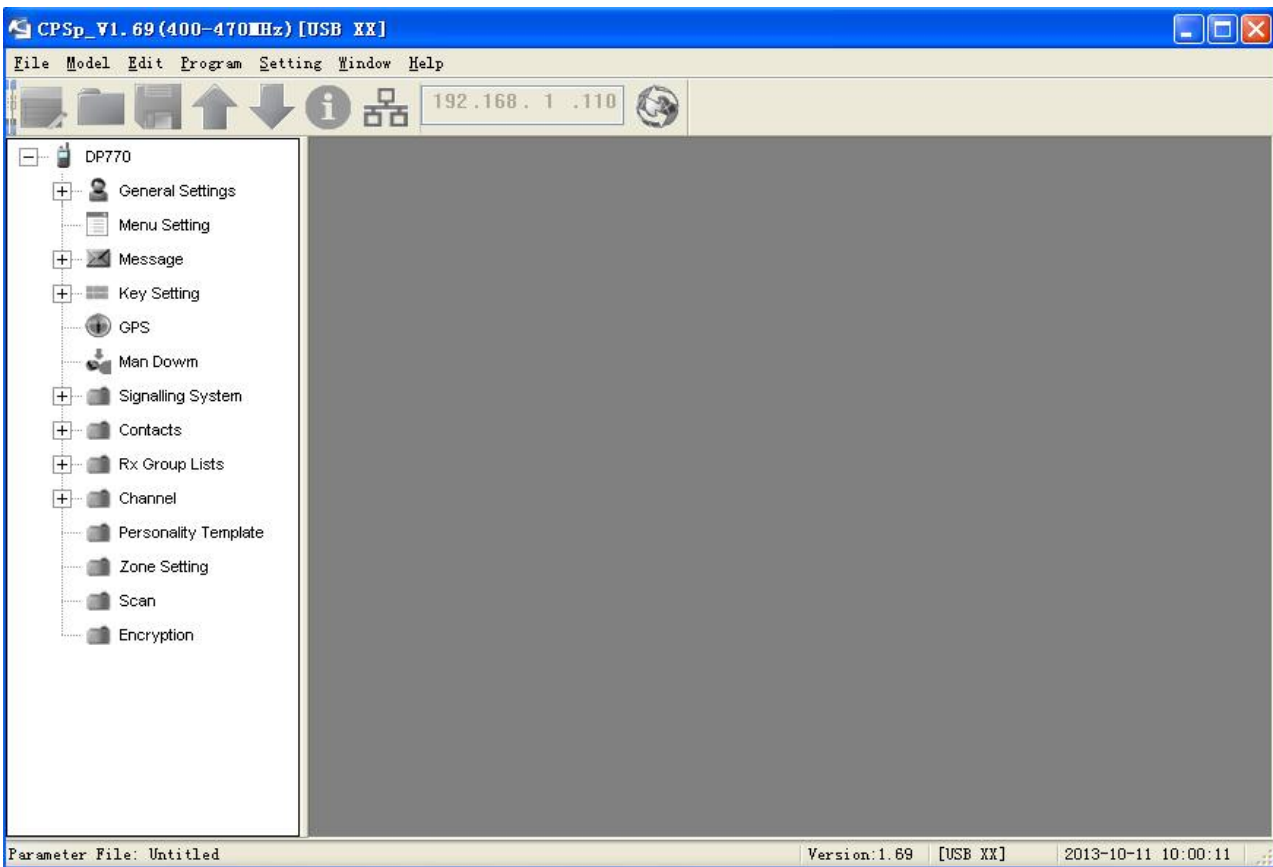 CPSp_V1.69(400-470MHz)[USB XX]
File Model Edit Program Setting Window Help
192.168. 1 .110
DP770
General Settings
Menu Setting
Message
Key Setting
GPS
Man Dowm
Signalling System
Contacts
Rx Group Lists
Channel
Personality Template
Zone Setting
Scan
Encryption
Parameter File: Untitled Version:1.69 [USB XX] 2013-10-11 10:00:11